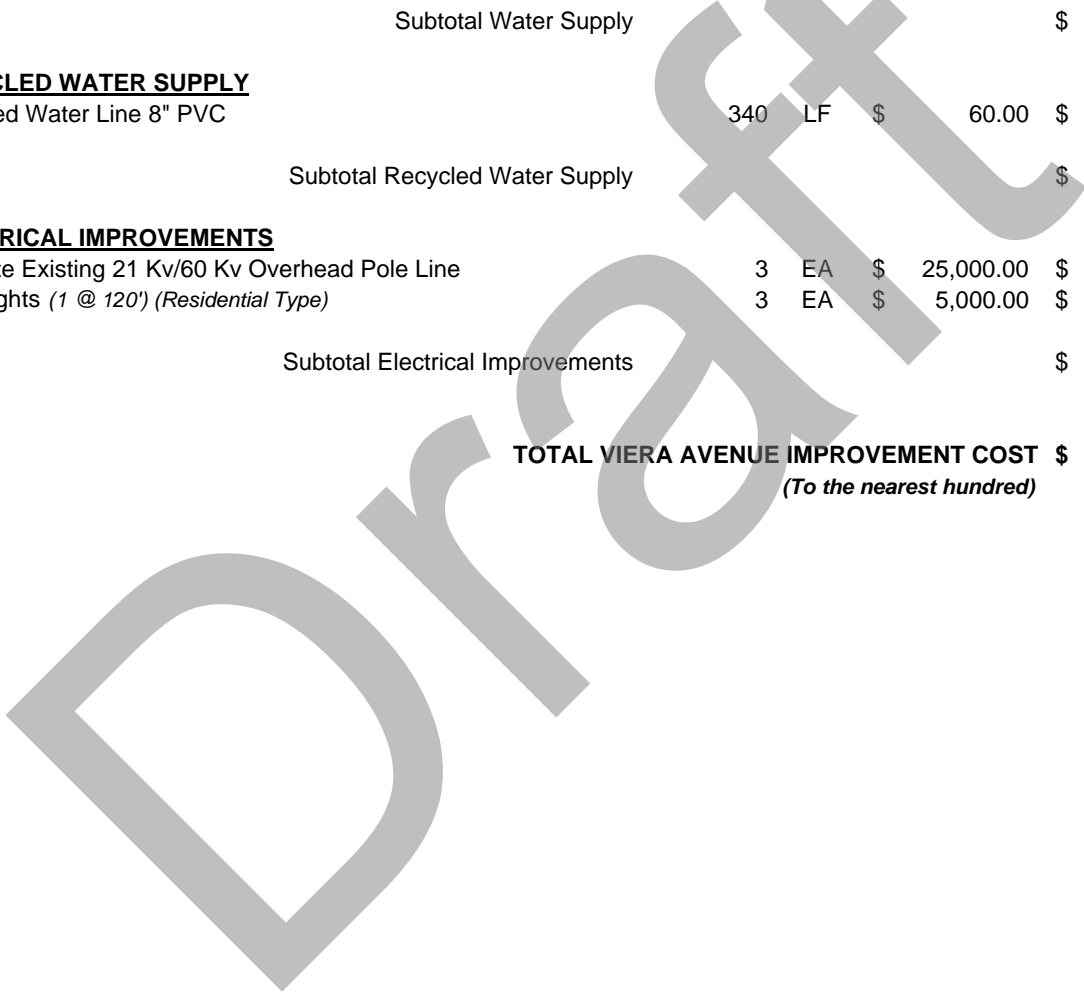 Subtotal Water Supply $
CLED WATER SUPPLY
ed Water Line 8" PVC 340 LF $ 60.00 $
Subtotal Recycled Water Supply $
RICAL IMPROVEMENTS
te Existing 21 Kv/60 Kv Overhead Pole Line 3 EA $ 25,000.00 $
ghts (1 @ 120') (Residential Type) 3 EA $ 5,000.00 $
Subtotal Electrical Improvements $
TOTAL VIERA AVENUE IMPROVEMENT COST $
(To the nearest hundred)
Draft